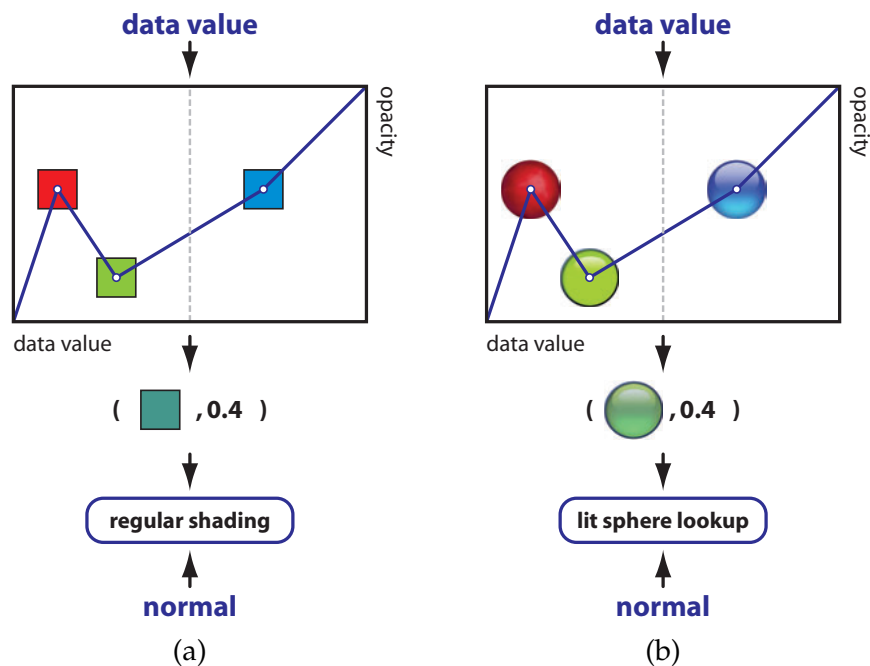 data value
opacity
data value
( , 0.4 )
regular shading
normal
(a)
data value
opacity
data value
( , 0.4 )
lit sphere lookup
normal
(b)